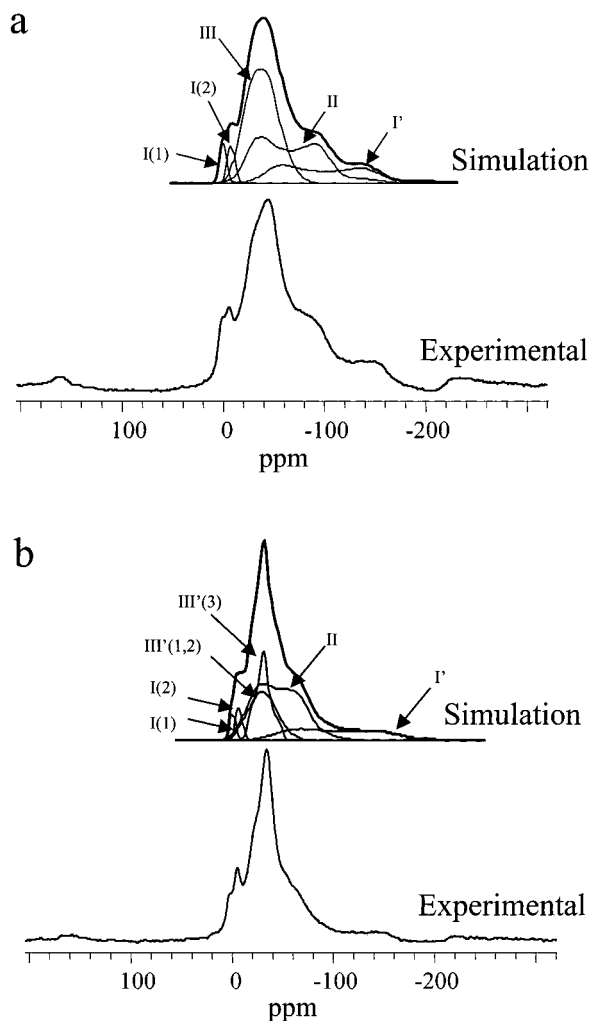 a
III
I(2)
II
I(1)
I'
Simulation
Experimental
100 0 -100 -200
ppm
b
III'(3)
III'(1,2)
II
I(2)
I'
I(1)
Simulation
Experimental
100 0 -100 -200
ppm